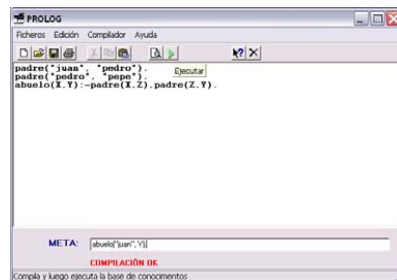 PROLOG
Ficheros Edición Compilador Ayuda
padre("juan", "pedro").
padre("pedro", "pepe").
abuelo(X,Y):-padre(X,Z),padre(Z,Y).
Ejecutar
META: abuelo("juan",Y)
COMPILACIÓN OK
Compila y luego ejecuta la base de conocimentos